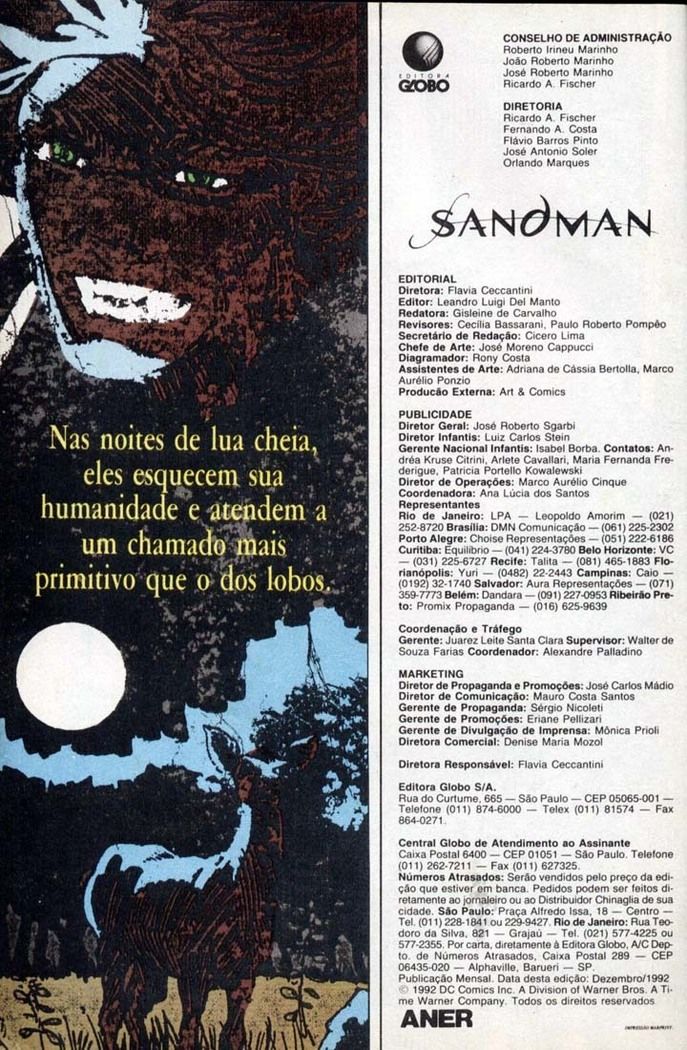 Nas noites de lua cheia,
eles esquecem sua
humanidade e atendem a
um chamado mais
primitivo que o dos lobos.
EDITORA
GLOBO
CONSELHO DE ADMINISTRAÇÃO
Roberto Irineu Marinho
João Roberto Marinho
José Roberto Marinho
Ricardo A. Fischer
DIRETORIA
Ricardo A. Fischer
Fernando A. Costa
Flávio Barros Pinto
José Antonio Soler
Orlando Marques
SANDMAN
EDITORIAL
Diretora: Flavia Ceccantini
Editor: Leandro Luigi Del Manto
Redatora: Gisleine de Carvalho
Revisores: Cecília Bassarani, Paulo Roberto Pompêo
Secretário de Redação: Cicero Lima
Chefe de Arte: José Moreno Cappucci
Diagramador: Rony Costa
Assistentes de Arte: Adriana de Cássia Bertolla, Marco
Aurélio Ponzio
Producão Externa: Art & Comics
PUBLICIDADE
Diretor Geral: José Roberto Sgarbi
Diretor Infantis: Luiz Carlos Stein
Gerente Nacional Infantis: Isabel Borba. Contatos: An-
dréa Kruse Citrini, Arlete Cavallari, Maria Fernanda Fre-
derigue, Patricia Portello Kowalewski
Diretor de Operações: Marco Aurélio Cinque
Coordenadora: Ana Lúcia dos Santos
Representantes
Rio de Janeiro: LPA — Leopoldo Amorim — (021)
252-8720 Brasília: DMN Comunicação — (061) 225-2302
Porto Alegre: Choise Representações — (051) 222-6186
Curitiba: Equilíbrio — (041) 224-3780 Belo Horizonte: VC
— (031) 225-6727 Recife: Talita — (081) 465-1883 Flo-
rianópolis: Yuri — (0482) 22-2443 Campinas: Caio —
(0192) 32-1740 Salvador: Aura Representações — (071)
359-7773 Belém: Dandara — (091) 227-0953 Ribeirão Pre-
to: Promix Propaganda — (016) 625-9639
Coordenação e Tráfego
Gerente: Juarez Leite Santa Clara Supervisor: Walter de
Souza Farias Coordenador: Alexandre Palladino
MARKETING
Diretor de Propaganda e Promoções: José Carlos Mádio
Diretor de Comunicação: Mauro Costa Santos
Gerente de Propaganda: Sérgio Nicoleti
Gerente de Promoções: Eriane Pellizari
Gerente de Divulgação de Imprensa: Mônica Prioli
Diretora Comercial: Denise Maria Mozol
Diretora Responsável: Flavia Ceccantini
Editora Globo S/A.
Rua do Curtume, 665 — São Paulo — CEP 05065-001 —
Telefone (011) 874-6000 — Telex (011) 81574 — Fax
864-0271.
Central Globo de Atendimento ao Assinante
Caixa Postal 6400 — CEP 01051 — São Paulo. Telefone
(011) 262-7211 — Fax (011) 627325.
Números Atrasados: Serão vendidos pelo preço da edi-
ção que estiver em banca. Pedidos podem ser feitos di-
retamente ao jornaleiro ou ao Distribuidor Chinaglia de sua
cidade. São Paulo: Praça Alfredo Issa, 18 — Centro —
Tel. (011) 228-1841 ou 229-9427. Rio de Janeiro: Rua Teo-
doro da Silva, 821 — Grajaú — Tel. (021) 577-4225 ou
577-2355. Por carta, diretamente à Editora Globo, A/C Dep-
to. de Números Atrasados, Caixa Postal 289 — CEP
06435-020 — Alphaville, Barueri — SP.
Publicação Mensal. Data desta edição: Dezembro/1992
© 1992 DC Comics Inc. A Division of Warner Bros. A Ti-
me Warner Company. Todos os direitos reservados
ANER